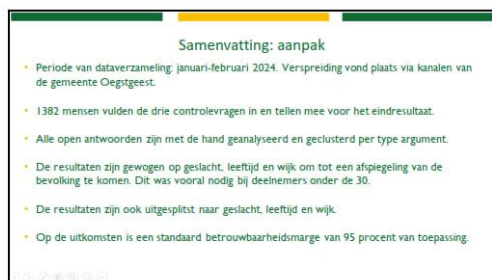 Samenvatting: aanpak
• Periode van dataverzameling: januari-februari 2024. Verspreiding vond plaats via kanalen van
de gemeente Oegstgeest.
• 1382 mensen vulden de drie controlevragen in en tellen mee voor het eindresultaat.
• Alle open antwoorden zijn met de hand geanalyseerd en geclusterd per type argument.
• De resultaten zijn gewogen op geslacht, leeftijd en wijk om tot een afspiegeling van de
bevolking te komen. Dit was vooral nodig bij deelnemers onder de 30.
• De resultaten zijn ook uitgesplitst naar geslacht, leeftijd en wijk.
• Op de uitkomsten is een standaard betrouwbaarheidsmarge van 95 procent van toepassing.